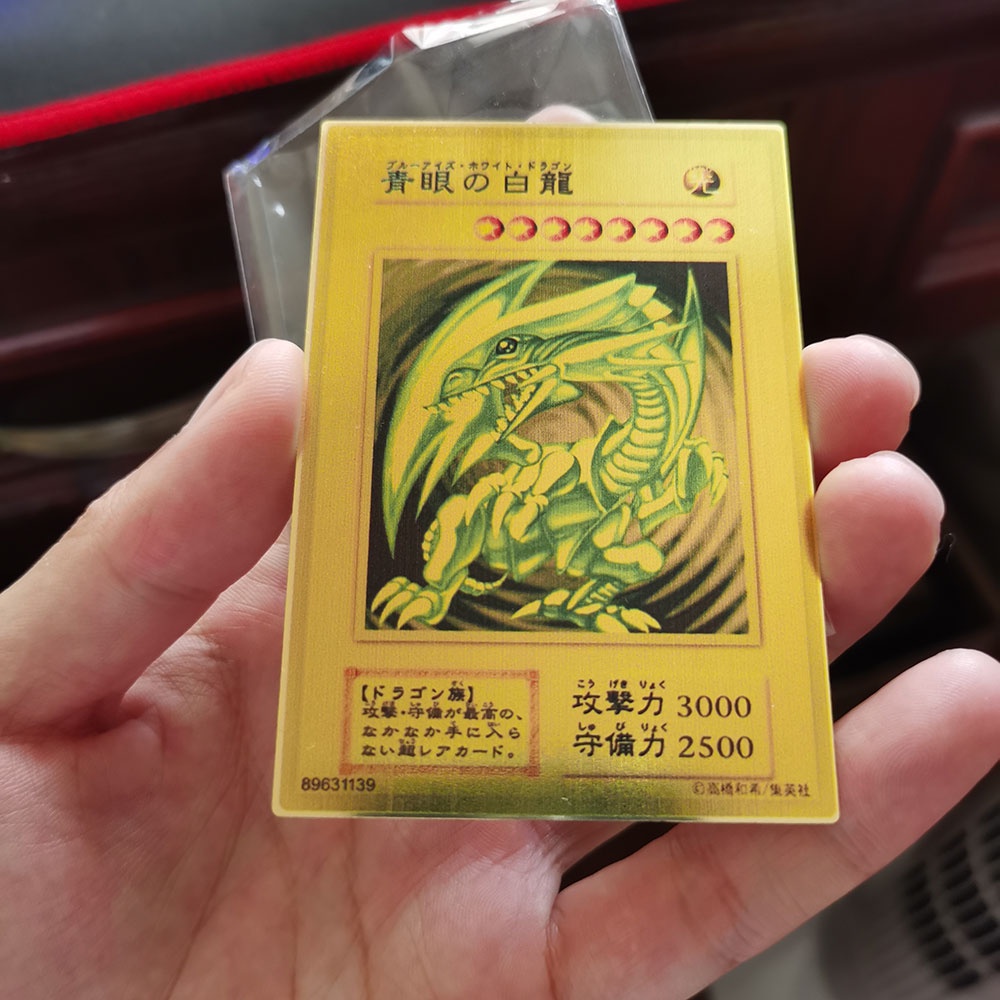 ブルーアイズ・ホワイト・ドラゴン
青眼の白龍
光
【ドラゴン族】
攻撃・守備が最高の、
なかなか手に入ら
ない超レアカード。
こう げき りょく
攻撃力 3000
しゅ び りょく
守備力 2500
89631139
©高橋和希/集英社